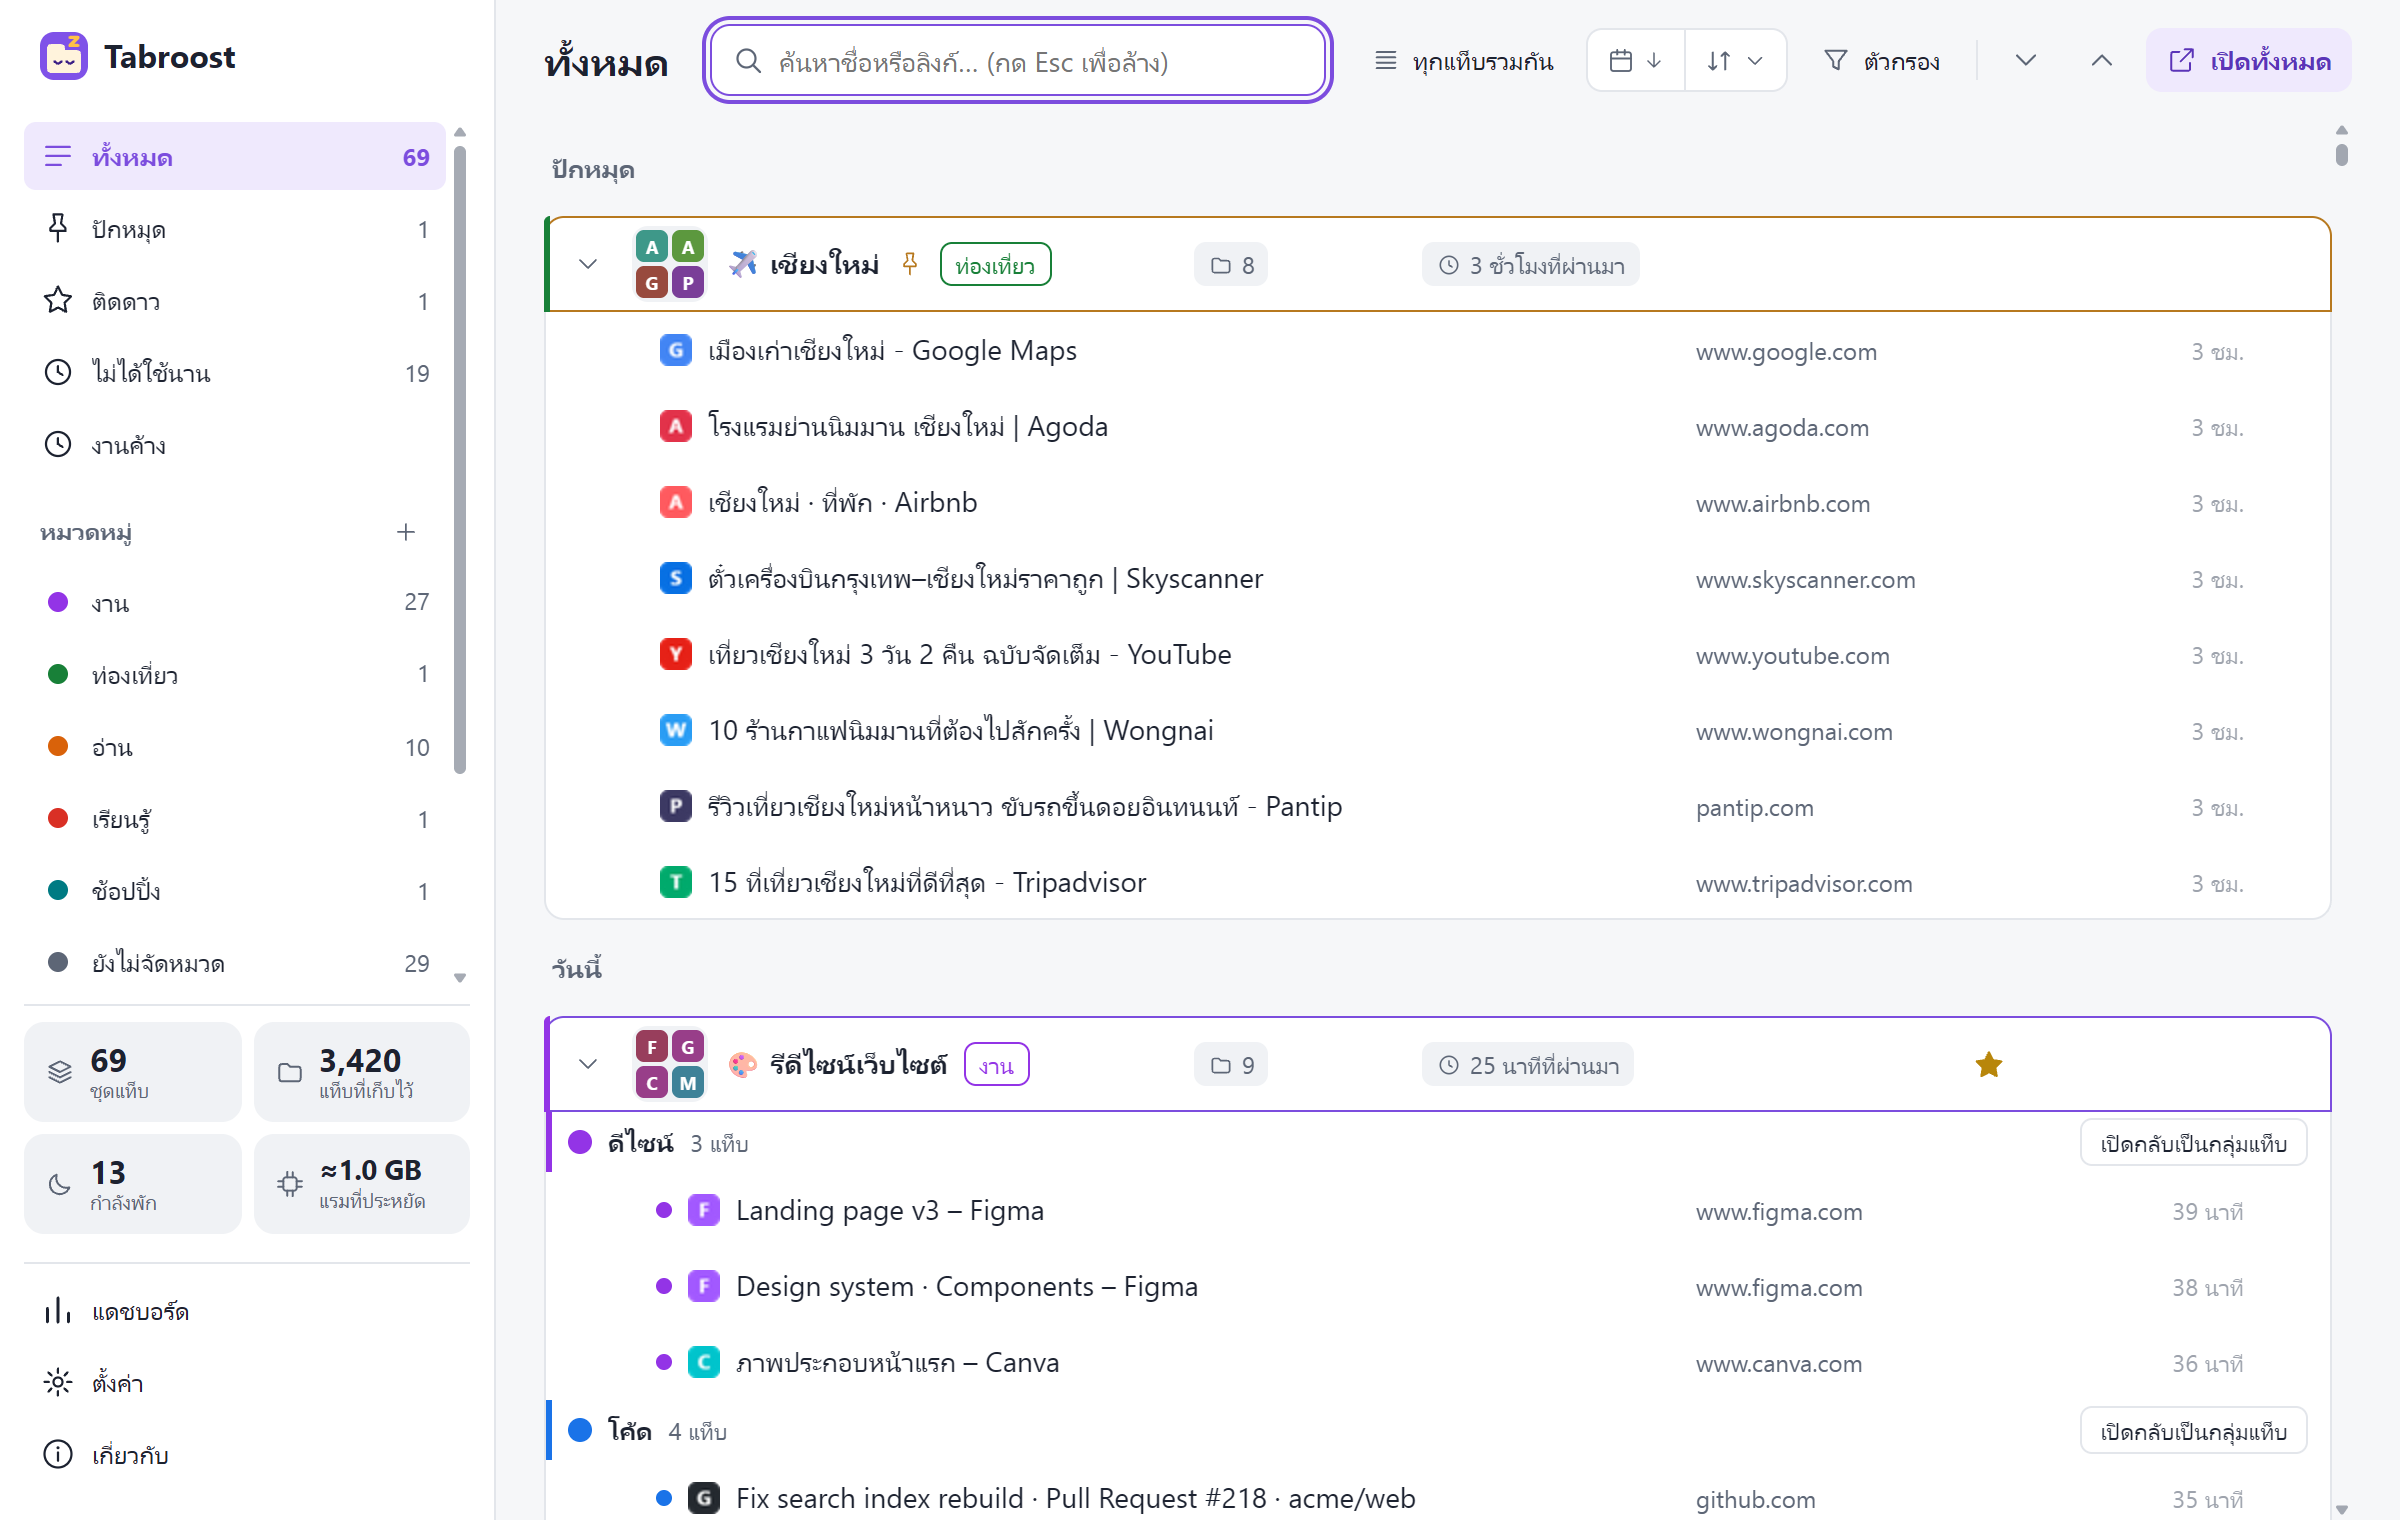 Tabroost
ทั้งหมด 69
ปักหมุด 1
ติดดาว 1
ไม่ได้ใช้นาน 19
งานค้าง
หมวดหมู่
งาน 27
ท่องเที่ยว 1
อ่าน 10
เรียนรู้ 1
ช้อปปิ้ง 1
ยังไม่จัดหมวด 29
69
ชุดแท็บ
3,420
แท็บที่เก็บไว้
13
กำลังพัก
≈1.0 GB
แรมที่ประหยัด
แดชบอร์ด
ตั้งค่า
เกี่ยวกับ
ทั้งหมด
ค้นหาชื่อหรือลิงก์... (กด Esc เพื่อล้าง)
ทุกแท็บรวมกัน
ตัวกรอง
เปิดทั้งหมด
ปักหมุด
A A G P
เชียงใหม่ ท่องเที่ยว 8 3 ชั่วโมงที่ผ่านมา
G เมืองเก่าเชียงใหม่ - Google Maps www.google.com 3 ชม.
A โรงแรมย่านนิมมาน เชียงใหม่ | Agoda www.agoda.com 3 ชม.
A เชียงใหม่ · ที่พัก · Airbnb www.airbnb.com 3 ชม.
S ตั๋วเครื่องบินกรุงเทพ–เชียงใหม่ราคาถูก | Skyscanner www.skyscanner.com 3 ชม.
Y เที่ยวเชียงใหม่ 3 วัน 2 คืน ฉบับจัดเต็ม - YouTube www.youtube.com 3 ชม.
W 10 ร้านกาแฟนิมมานที่ต้องไปสักครั้ง | Wongnai www.wongnai.com 3 ชม.
P รีวิวเที่ยวเชียงใหม่หน้าหนาว ขับรถขึ้นดอยอินทนนท์ - Pantip pantip.com 3 ชม.
T 15 ที่เที่ยวเชียงใหม่ที่ดีที่สุด - Tripadvisor www.tripadvisor.com 3 ชม.
วันนี้
F G C M
รีดีไซน์เว็บไซต์ งาน 9 25 นาทีที่ผ่านมา
ดีไซน์ 3 แท็บ เปิดกลับเป็นกลุ่มแท็บ
F Landing page v3 – Figma www.figma.com 39 นาที
F Design system · Components – Figma www.figma.com 38 นาที
C ภาพประกอบหน้าแรก – Canva www.canva.com 36 นาที
โค้ด 4 แท็บ เปิดกลับเป็นกลุ่มแท็บ
G Fix search index rebuild · Pull Request #218 · acme/web github.com 35 นาที